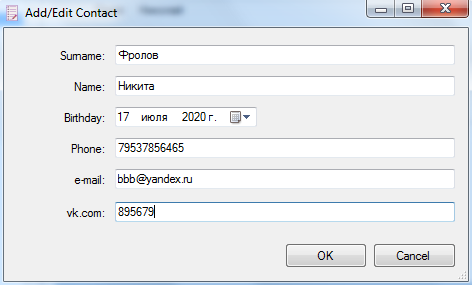 Add/Edit Contact
Surname: Фролов
Name: Никита
Birthday: 17 июля 2020 г.
Phone: 79537856465
e-mail: bbb@yandex.ru
vk.com: 895679
OK Cancel